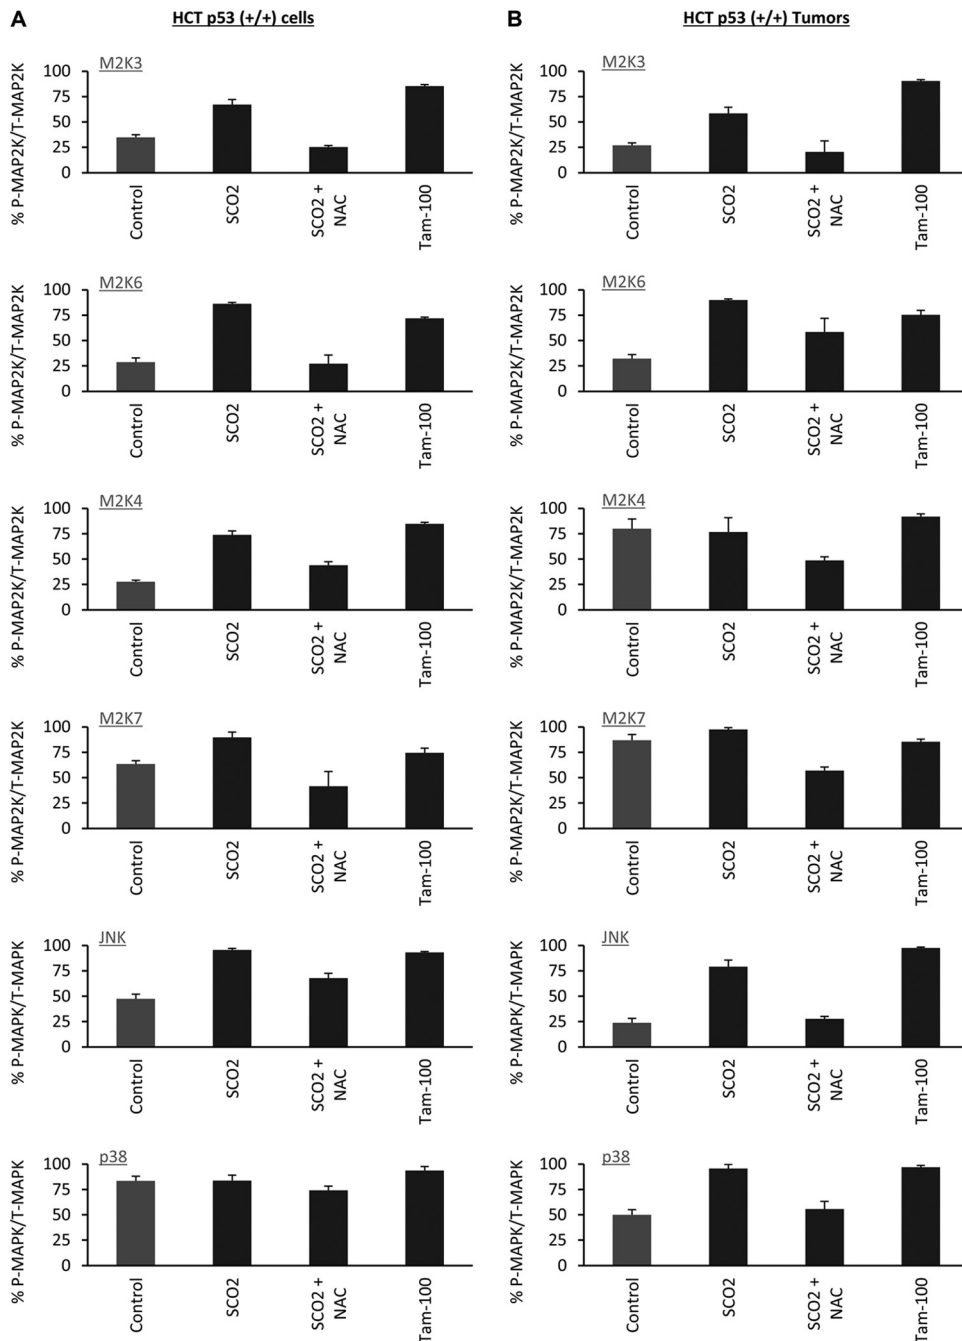 A
HCT p53 (+/+) cells
% P-MAP2K/T-MAP2K
M2K3
100
75
50
25
0
Control
SCO2
SCO2 +
NAC
Tam-100
% P-MAP2K/T-MAP2K
M2K6
100
75
50
25
0
Control
SCO2
SCO2 +
NAC
Tam-100
% P-MAP2K/T-MAP2K
M2K4
100
75
50
25
0
Control
SCO2
SCO2 +
NAC
Tam-100
% P-MAP2K/T-MAP2K
M2K7
100
75
50
25
0
Control
SCO2
SCO2 +
NAC
Tam-100
% P-MAPK/T-MAPK
JNK
100
75
50
25
0
Control
SCO2
SCO2 +
NAC
Tam-100
% P-MAPK/T-MAPK
p38
100
75
50
25
0
Control
SCO2
SCO2 +
NAC
Tam-100
B
HCT p53 (+/+) Tumors
% P-MAP2K/T-MAP2K
M2K3
100
75
50
25
0
Control
SCO2
SCO2 +
NAC
Tam-100
% P-MAP2K/T-MAP2K
M2K6
100
75
50
25
0
Control
SCO2
SCO2 +
NAC
Tam-100
% P-MAP2K/T-MAP2K
M2K4
100
75
50
25
0
Control
SCO2
SCO2 +
NAC
Tam-100
% P-MAP2K/T-MAP2K
M2K7
100
75
50
25
0
Control
SCO2
SCO2 +
NAC
Tam-100
% P-MAPK/T-MAPK
JNK
100
75
50
25
0
Control
SCO2
SCO2 +
NAC
Tam-100
% P-MAPK/T-MAPK
p38
100
75
50
25
0
Control
SCO2
SCO2 +
NAC
Tam-100